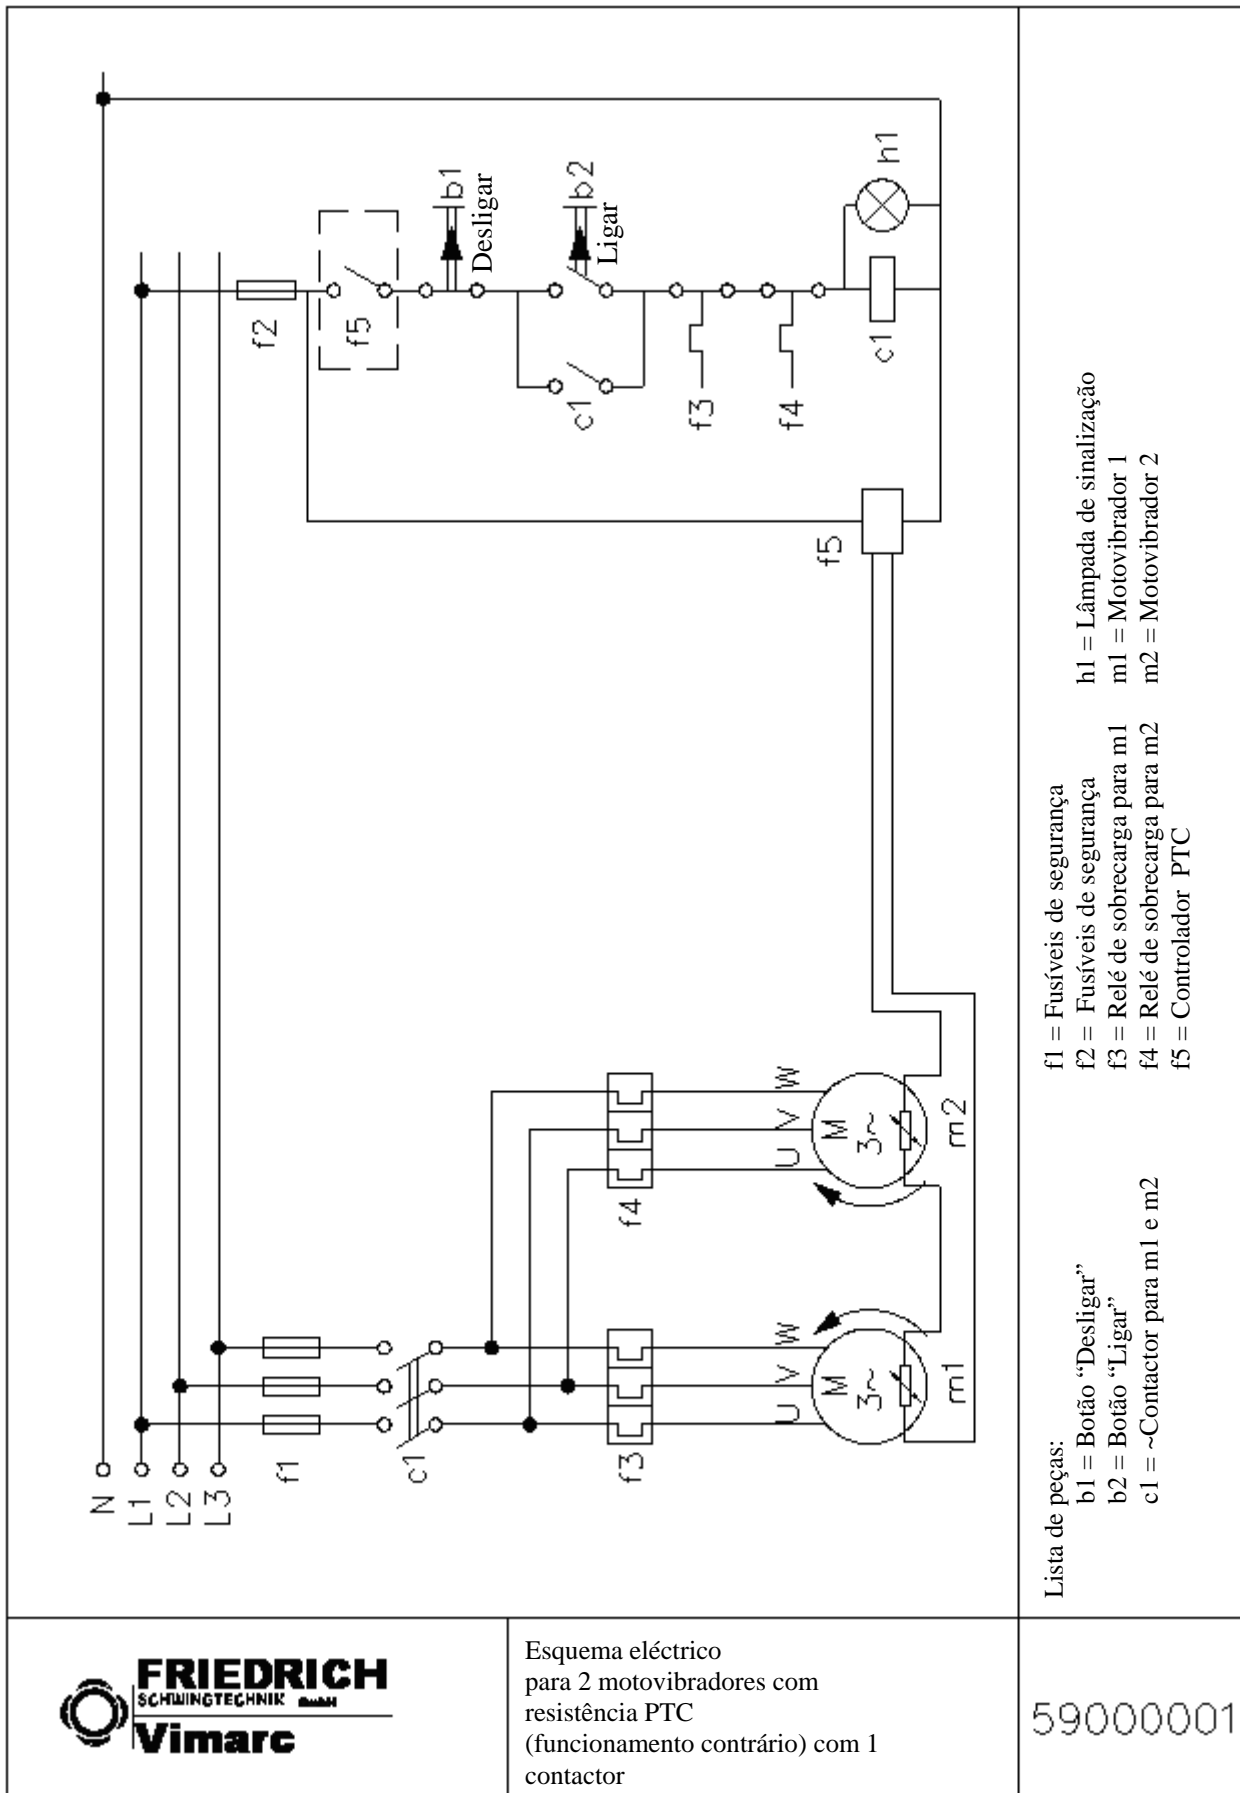 N
L1
L2
L3
f1
c1
f3
U V W
M
3~
m1
f4
U V W
M
3~
m2
f2
f5
b1
Desligar
b2
Ligar
c1
f3
f4
f5
c1
h1
Lista de peças:
b1 = Botão “Desligar”
b2 = Botão “Ligar”
c1 = ~Contactor para m1 e m2
f1 = Fusíveis de segurança
f2 = Fusíveis de segurança
f3 = Relé de sobrecarga para m1
f4 = Relé de sobrecarga para m2
f5 = Controlador PTC
h1 = Lâmpada de sinalização
m1 = Motovibrador 1
m2 = Motovibrador 2
FRIEDRICH
SCHWINGTECHNIK GmbH
Vimarc
Esquema eléctrico
para 2 motovibradores com
resistência PTC
(funcionamento contrário) com 1
contactor
59000001